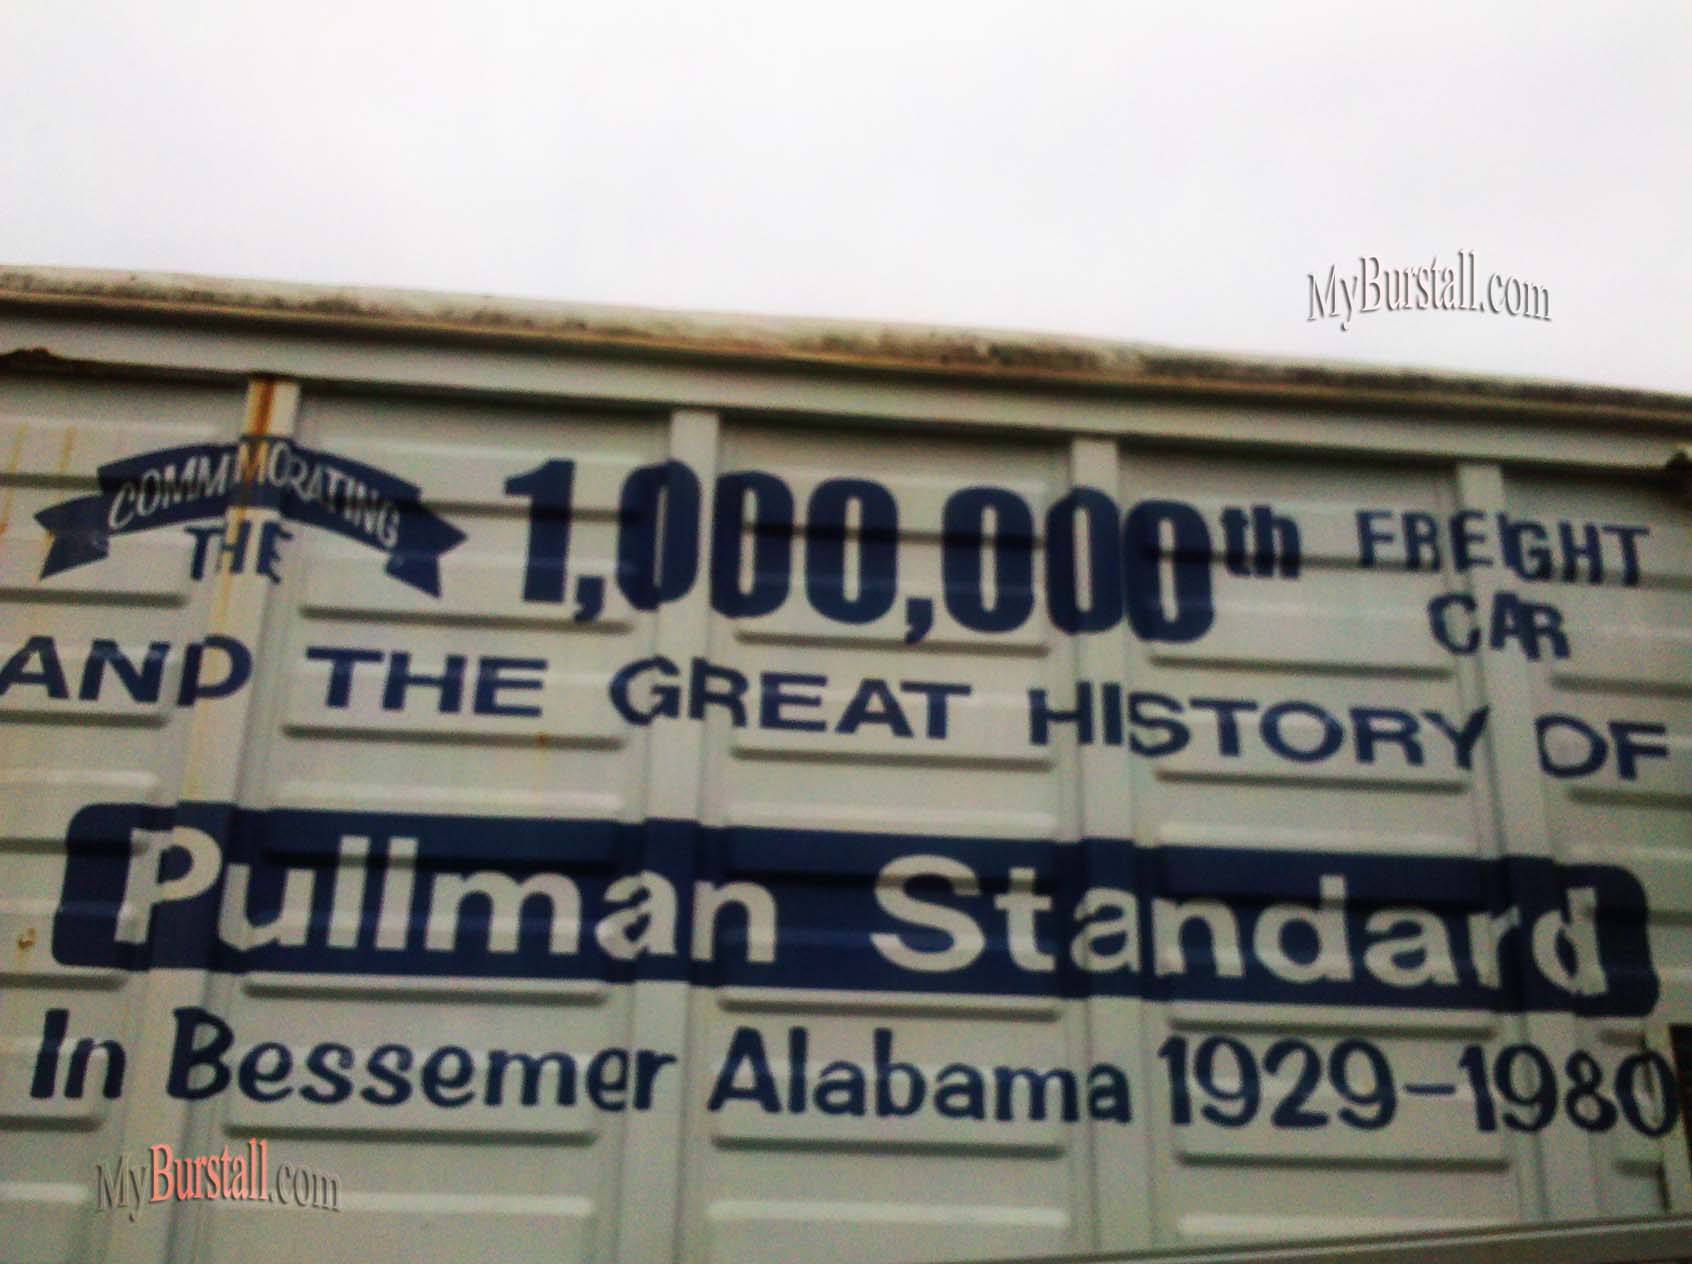 MyBurstall.com
COMMMORATING
THE
1,000,000th FREIGHT
CAR
AND THE GREAT HISTORY OF
Pullman Standard
In Bessemer Alabama 1929-1980
MyBurstall.com